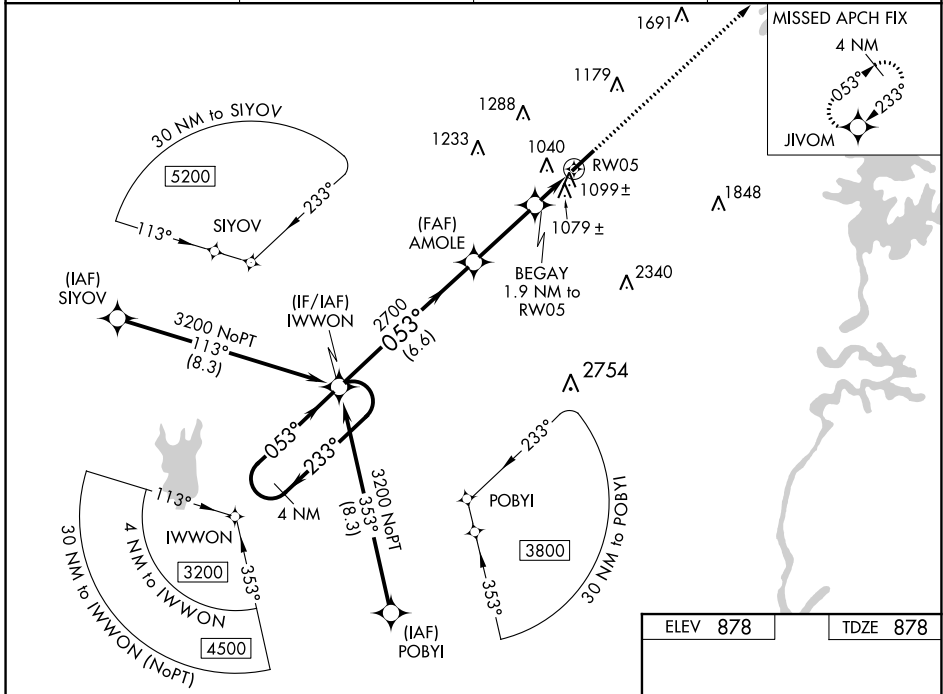 1691
MISSED APCH FIX
4 NM
053°
233°
JIVOM
1179
1288
1233
1040
RW05
1099 ±
1079 ±
1848
30 NM to SIYOV
5200
113°
SIYOV
233°
(FAF)
AMOLE
BEGAY
1.9 NM to
RW05
2340
(IAF)
SIYOV
3200 NoPT
113°
(8.3)
(IF/IAF)
IWWON
2700
053°
(6.6)
2754
053°
233°
4 NM
3200 NoPT
353°
(8.3)
233°
POBYI
3800
353°
30 NM to POBYI
113°
IWWON
3200
353°
4 NM to IWWON
4500
30 NM to IWWON (NoPT)
(IAF)
POBYI
ELEV 878
TDZE 878